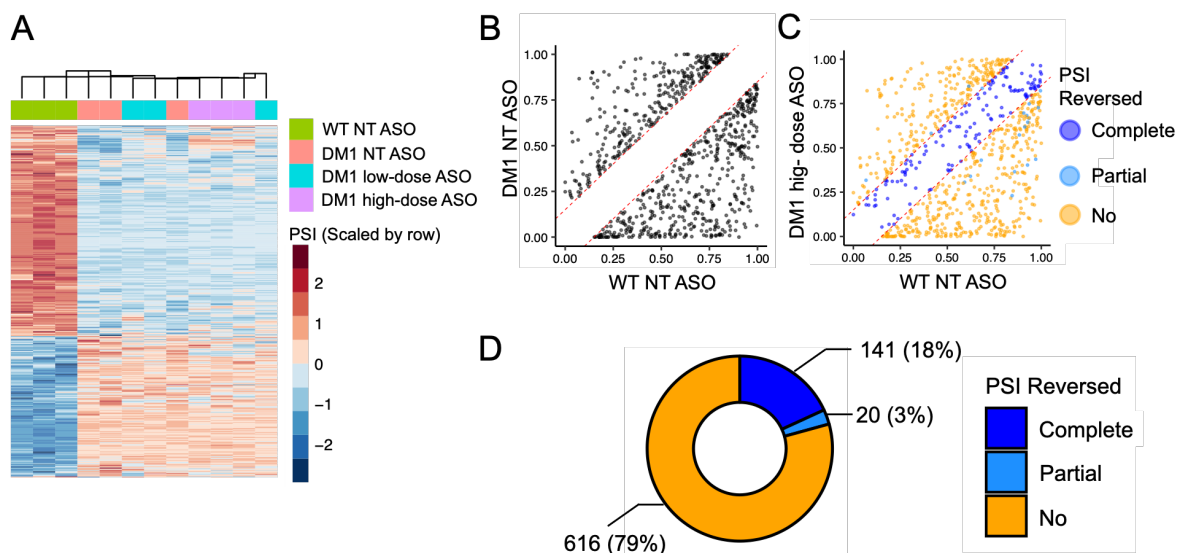 A
WT NT ASO
DM1 NT ASO
DM1 low-dose ASO
DM1 high-dose ASO
PSI (Scaled by row)
2
1
0
−1
−2
B
DM1 NT ASO
1.00
0.75
0.50
0.25
0.00
0.00 0.25 0.50 0.75 1.00
WT NT ASO
C
DM1 hig- dose ASO
1.00
0.75
0.50
0.25
0.00
0.00 0.25 0.50 0.75 1.00
WT NT ASO
PSI
Reversed
Complete
Partial
No
D
141 (18%)
20 (3%)
616 (79%)
PSI Reversed
Complete
Partial
No